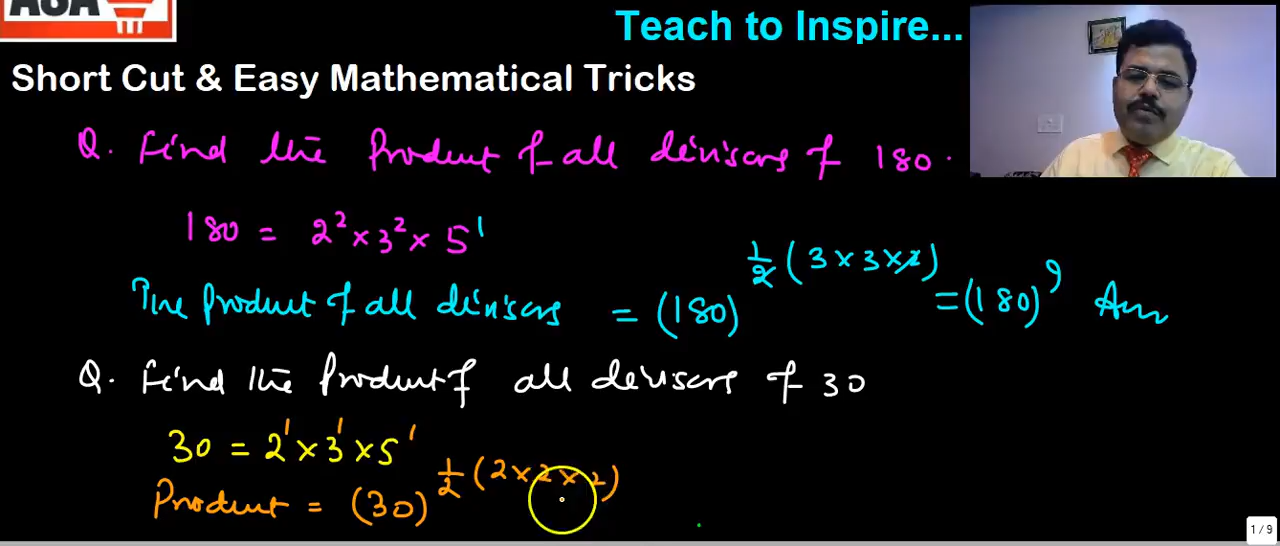 ASA
Teach to Inspire...
Short Cut & Easy Mathematical Tricks
Q. Find the Product of all divisors of 180.
180 = 2² × 3² × 5¹
The Product of all divisors = (180)^½(3 × 3 × 2) = (180)⁹ Ans
Q. Find the Product of all divisors of 30
30 = 2¹ × 3¹ × 5¹
Product = (30)^½(2 × 2 × 2)
1 / 9